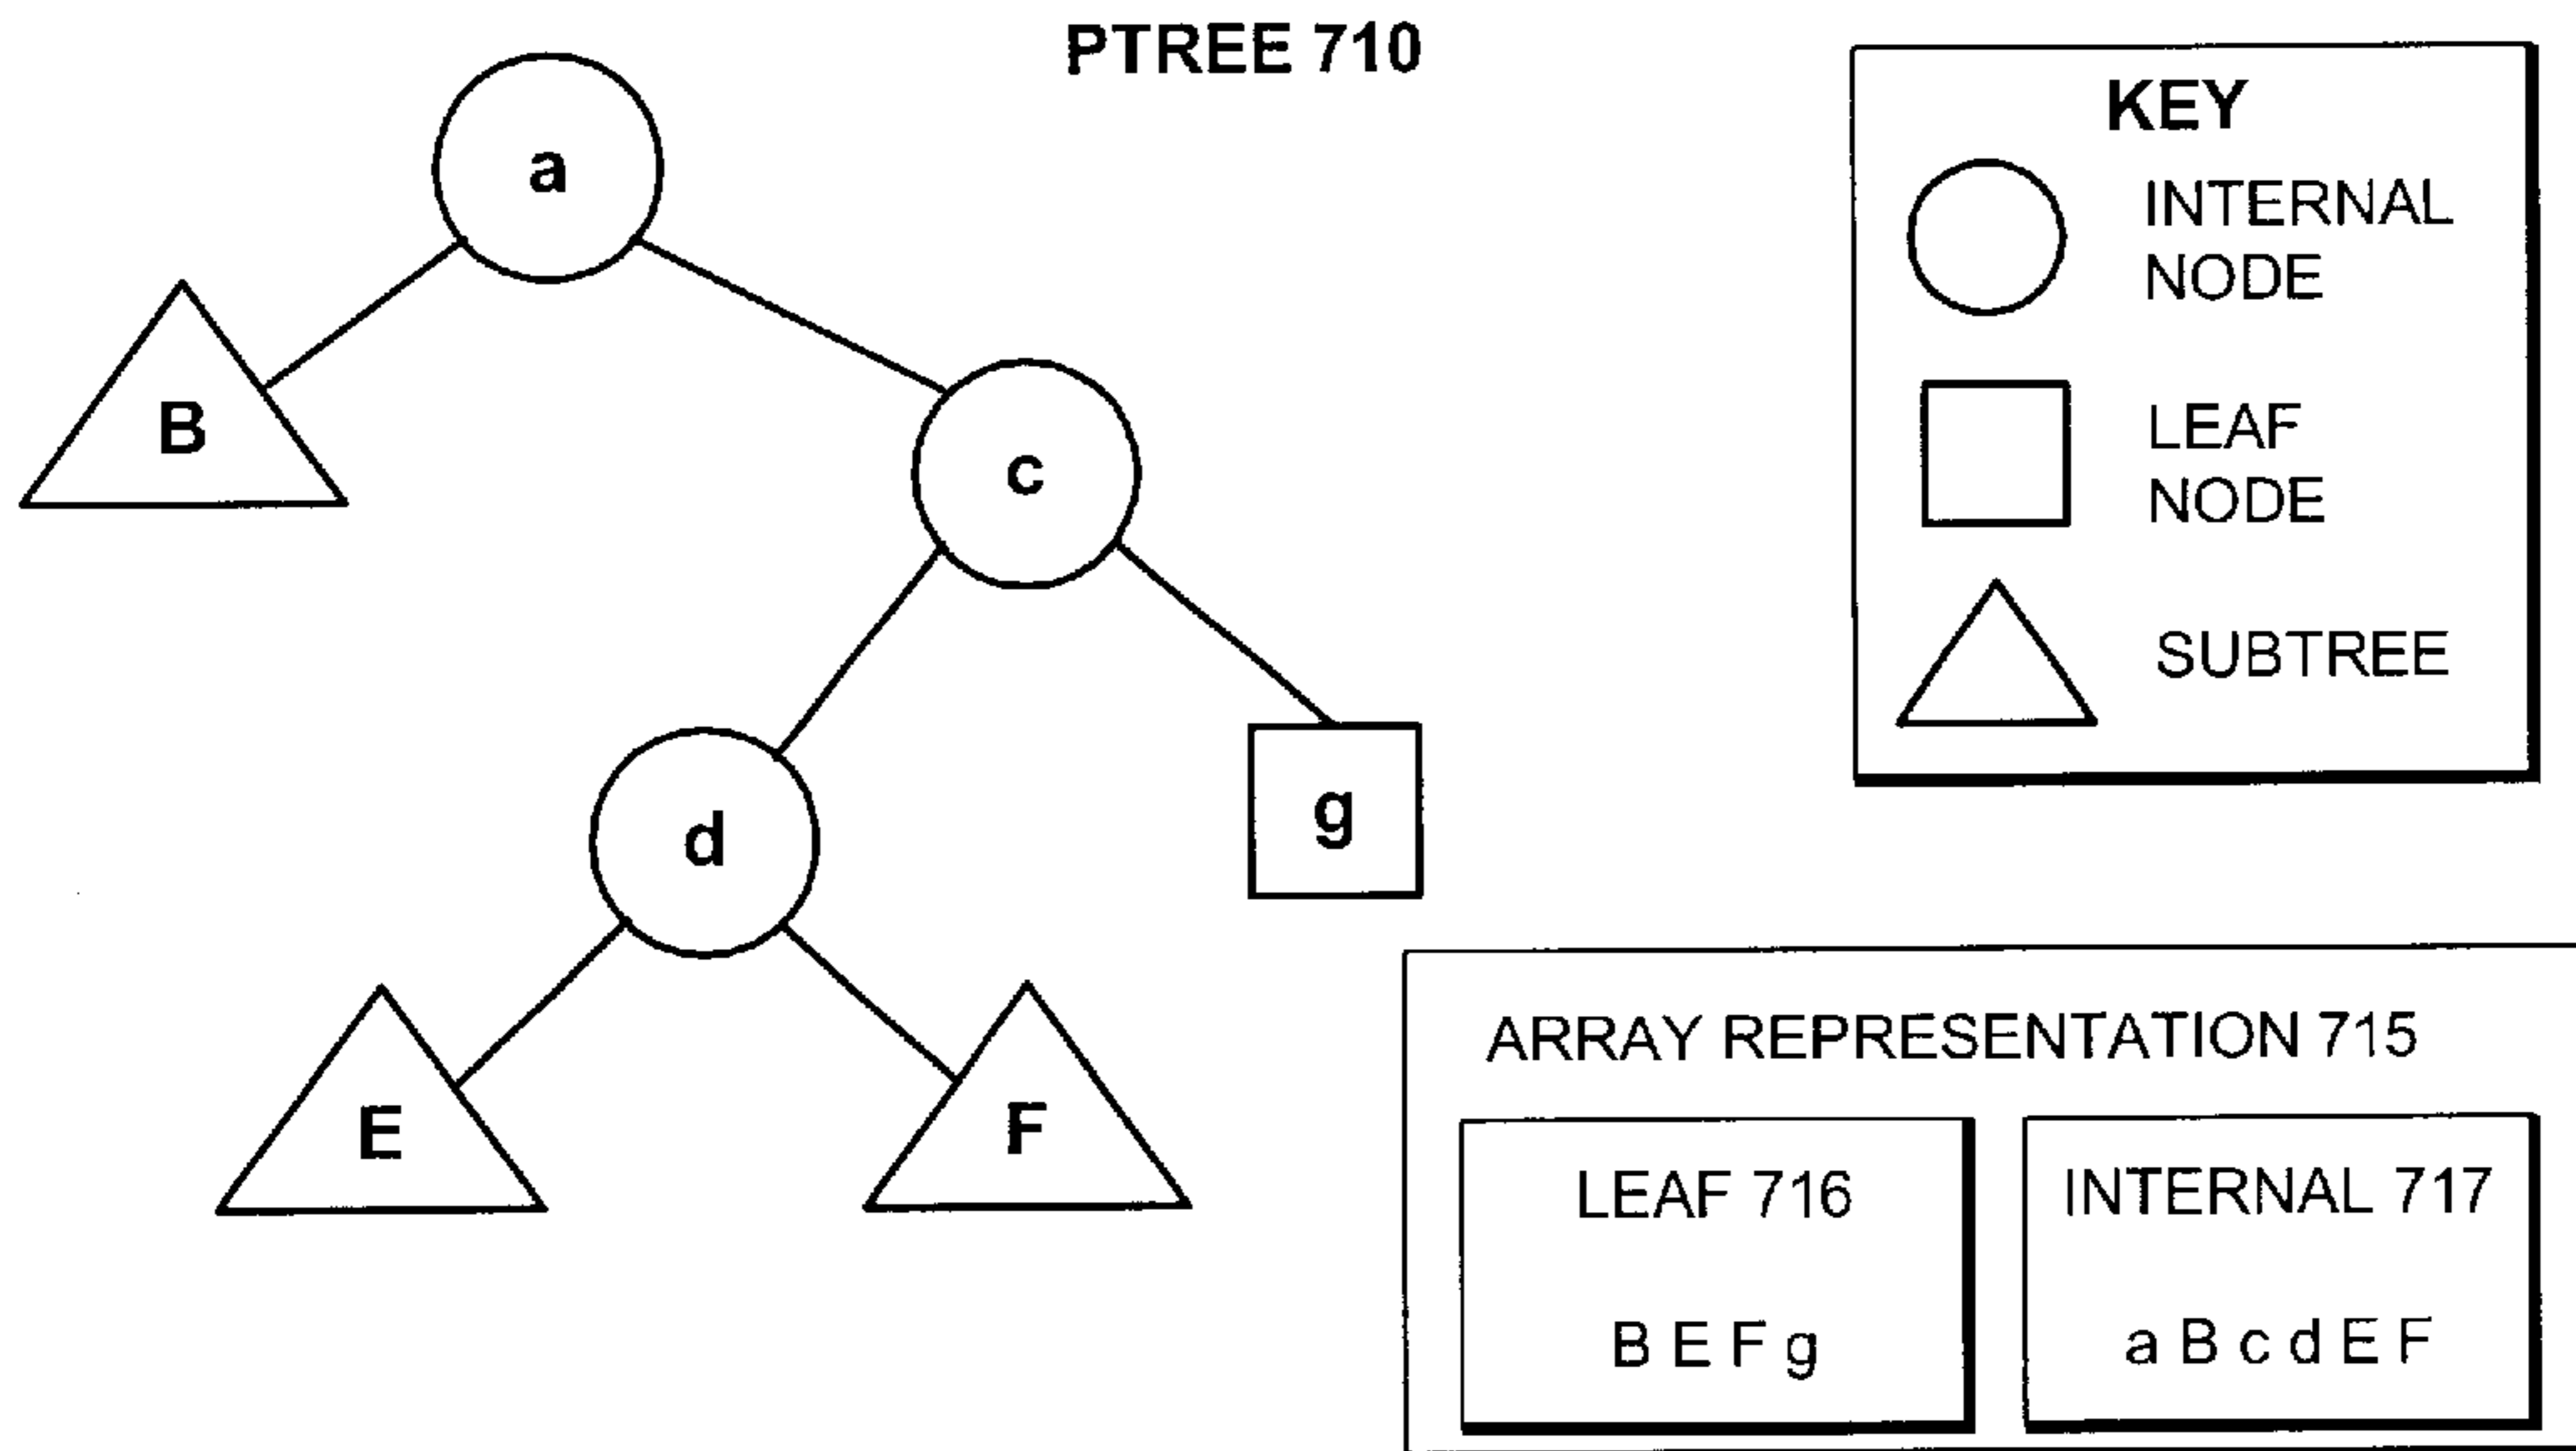 PTREE 710
a
B
c
d
g
E
F
KEY
INTERNAL
NODE
LEAF
NODE
SUBTREE
ARRAY REPRESENTATION 715
LEAF 716
B E F g
INTERNAL 717
a B c d E F